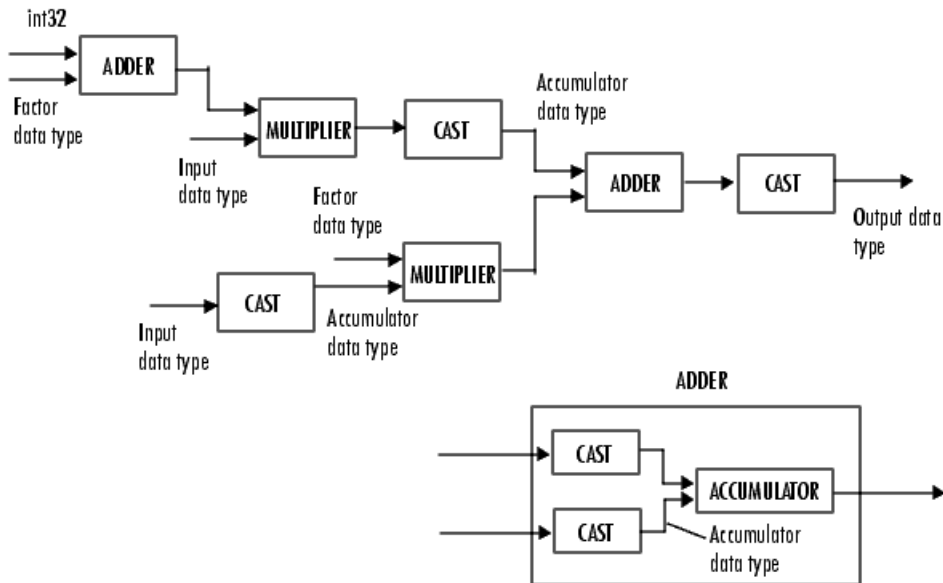 int32
ADDER
Factor
data type
MULTIPLIER
Input
data type
CAST
Accumulator
data type
ADDER
CAST
Output data
type
Factor
data type
MULTIPLIER
CAST
Input
data type
Accumulator
data type
ADDER
CAST
ACCUMULATOR
CAST
Accumulator
data type